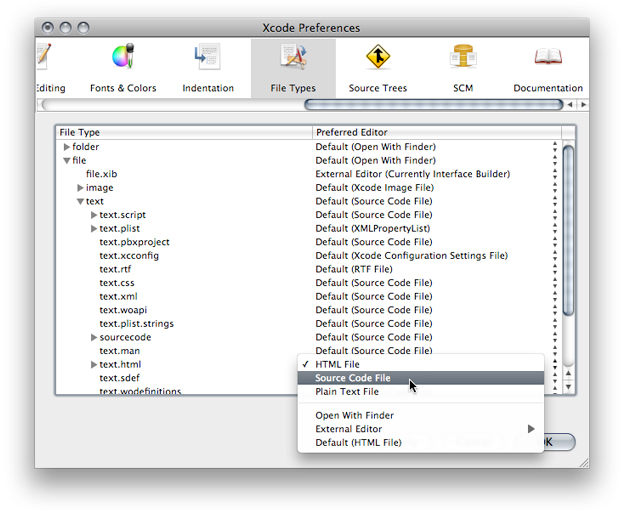 Xcode Preferences
Editing Fonts & Colors Indentation File Types Source Trees SCM Documentation
File Type Preferred Editor
folder Default (Open With Finder)
file Default (Open With Finder)
file.xib External Editor (Currently Interface Builder)
image Default (Xcode Image File)
text Default (Source Code File)
text.script Default (Source Code File)
text.plist Default (XMLPropertyList)
text.pbxproject Default (Source Code File)
text.xcconfig Default (Xcode Configuration Settings File)
text.rtf Default (RTF File)
text.css Default (Source Code File)
text.xml Default (Source Code File)
text.woapi Default (Source Code File)
text.plist.strings Default (Source Code File)
sourcecode Default (Source Code File)
text.man Default (Source Code File)
text.html ✓ HTML File
text.sdef Source Code File
text.wodefinitions Plain Text File
Open With Finder
External Editor
Default (HTML File)
OK